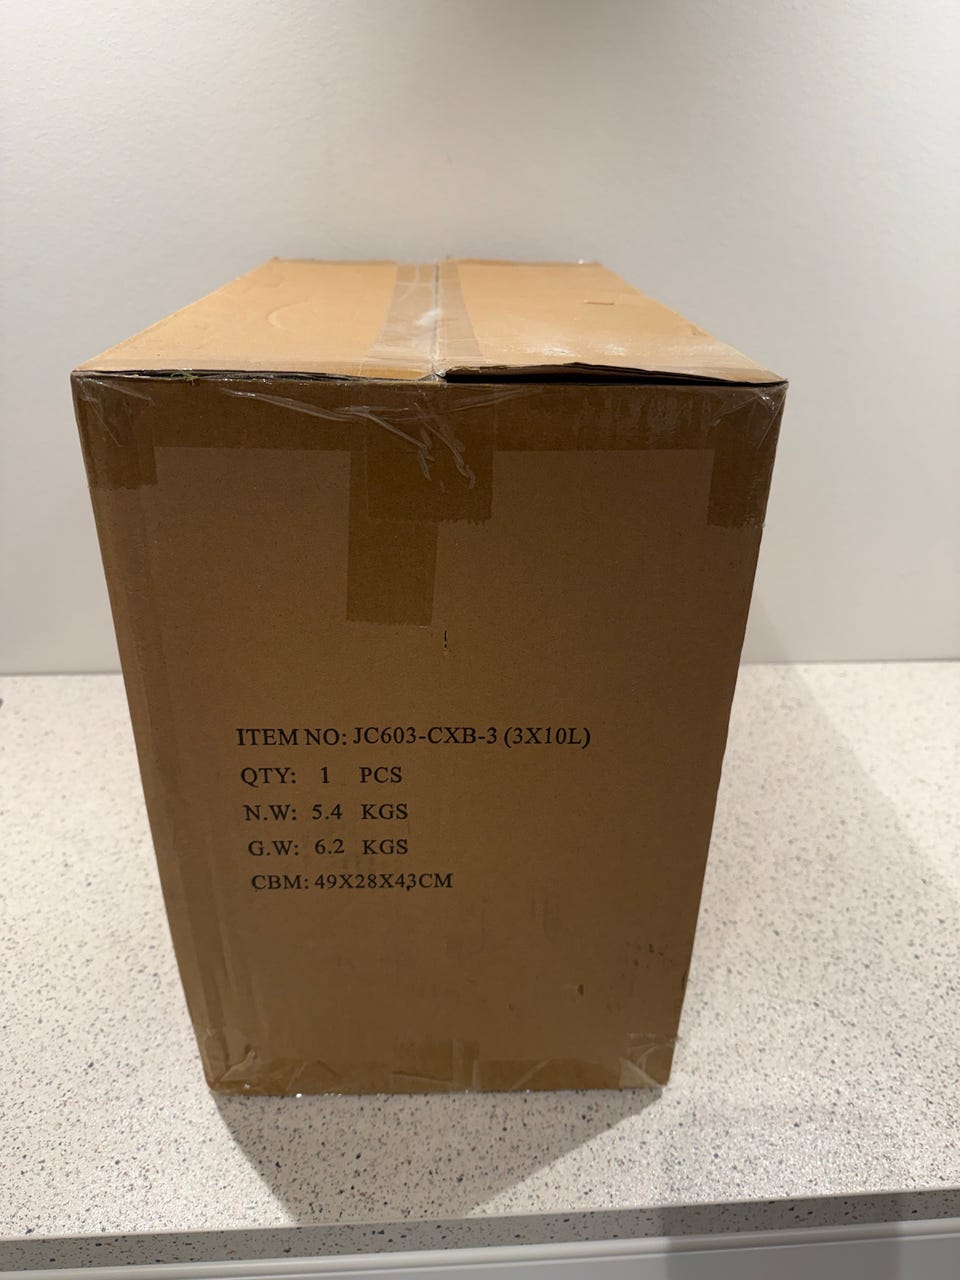 ITEM NO: JC603-CXB-3 (3X10L)
QTY: 1 PCS
N.W: 5.4 KGS
G.W: 6.2 KGS
CBM: 49X28X43CM